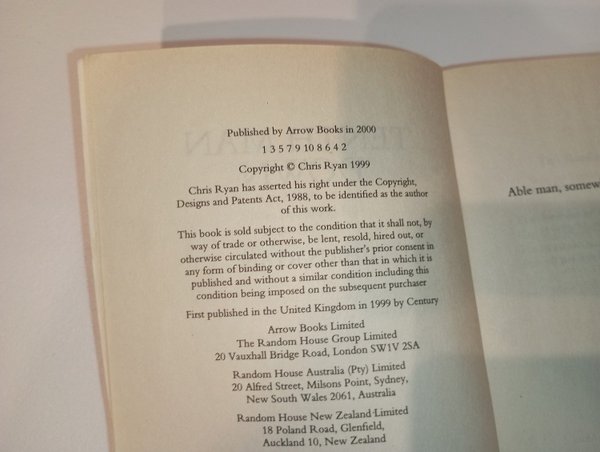 Published by Arrow Books in 2000
1 3 5 7 9 10 8 6 4 2
Copyright © Chris Ryan 1999
Chris Ryan has asserted his right under the Copyright,
Designs and Patents Act, 1988, to be identified as the author
of this work.
This book is sold subject to the condition that it shall not, by
way of trade or otherwise, be lent, resold, hired out, or
otherwise circulated without the publisher's prior consent in
any form of binding or cover other than that in which it is
published and without a similar condition including this
condition being imposed on the subsequent purchaser
First published in the United Kingdom in 1999 by Century
Arrow Books Limited
The Random House Group Limited
20 Vauxhall Bridge Road, London SW1V 2SA
Random House Australia (Pty) Limited
20 Alfred Street, Milsons Point, Sydney,
New South Wales 2061, Australia
Random House New Zealand Limited
18 Poland Road, Glenfield,
Auckland 10, New Zealand
Able man,